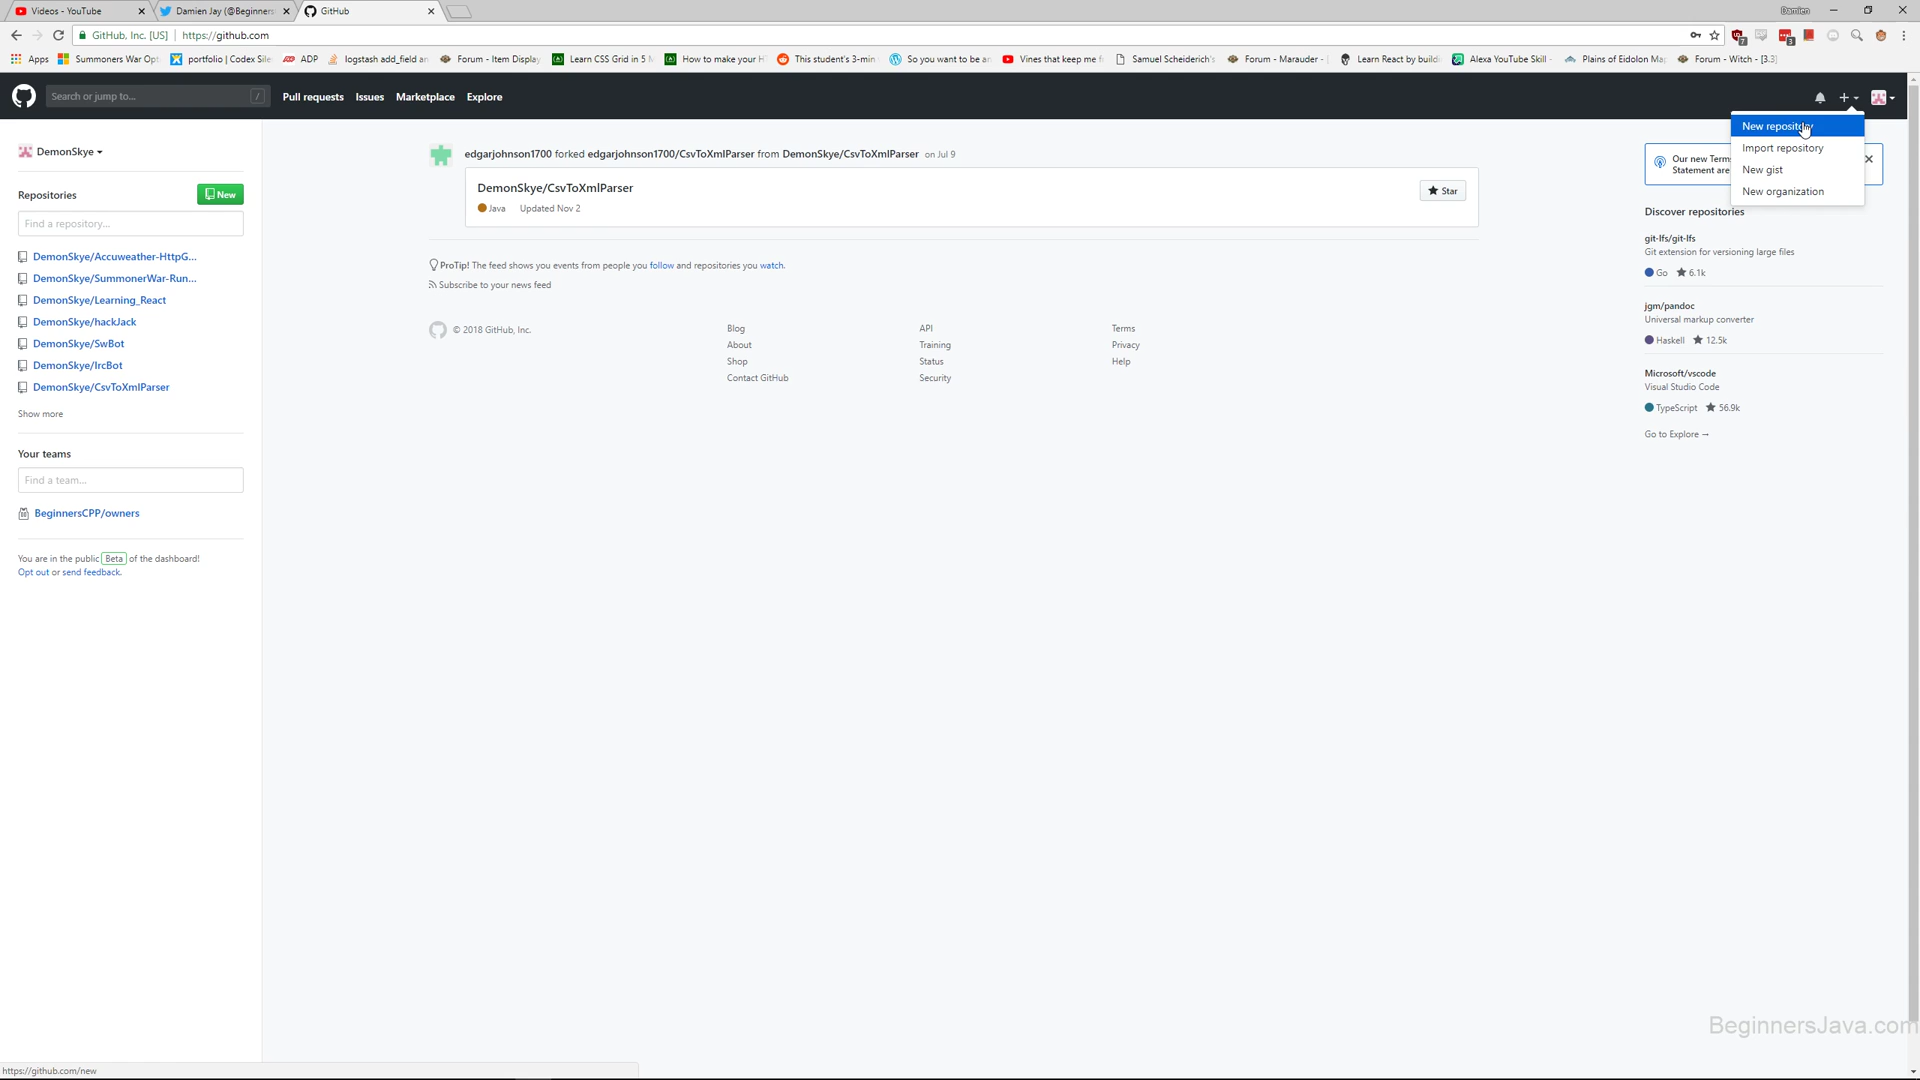 Videos - YouTube
Damien Jay (@Beginners
GitHub
Damien
GitHub, Inc. [US]
https://github.com
7
3
Apps
Summoners War Opt
portfolio | Codex Sile
ADP
logstash add_field an
Forum - Item Display
Learn CSS Grid in 5 M
How to make your H
This student's 3-min
So you want to be an
Vines that keep me f
Samuel Scheiderich's
Forum - Marauder -
Learn React by build
Alexa YouTube Skill -
Plains of Eidolon Ma
Forum - Witch - [3.3]
Search or jump to...
/
Pull requests
Issues
Marketplace
Explore
New repository
Import repository
New gist
New organization
DemonSkye
Repositories
New
Find a repository...
DemonSkye/Accuweather-HttpG...
DemonSkye/SummonerWar-Run...
DemonSkye/Learning_React
DemonSkye/hackJack
DemonSkye/SwBot
DemonSkye/IrcBot
DemonSkye/CsvToXmlParser
Show more
Your teams
Find a team...
BeginnersCPP/owners
You are in the public Beta of the dashboard!
Opt out or send feedback.
edgarjohnson1700 forked edgarjohnson1700/CsvToXmlParser from DemonSkye/CsvToXmlParser on Jul 9
DemonSkye/CsvToXmlParser
Star
Java
Updated Nov 2
ProTip! The feed shows you events from people you follow and repositories you watch.
Subscribe to your news feed
© 2018 GitHub, Inc.
Blog
About
Shop
Contact GitHub
API
Training
Status
Security
Terms
Privacy
Help
Our new Terms
Statement are
Discover repositories
git-lfs/git-lfs
Git extension for versioning large files
Go
6.1k
jgm/pandoc
Universal markup converter
Haskell
12.5k
Microsoft/vscode
Visual Studio Code
TypeScript
56.9k
Go to Explore →
BeginnersJava.com
https://github.com/new